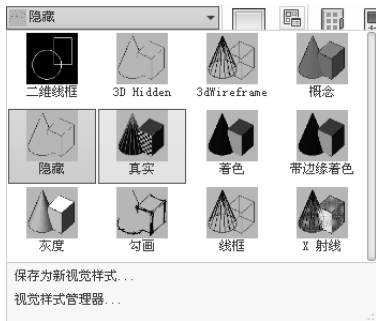 隐藏
二维线框 3D Hidden 3dWireframe 概念
隐藏 真实 着色 带边缘着色
灰度 勾画 线框 X 射线
保存为新视觉样式...
视觉样式管理器...